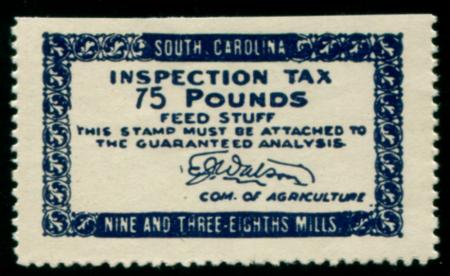 SOUTH CAROLINA
INSPECTION TAX
75 POUNDS
FEED STUFF
THIS STAMP MUST BE ATTACHED TO
THE GUARANTEED ANALYSIS
E.J. Watson
COM. OF AGRICULTURE
NINE AND THREE-EIGHTHS MILLS.